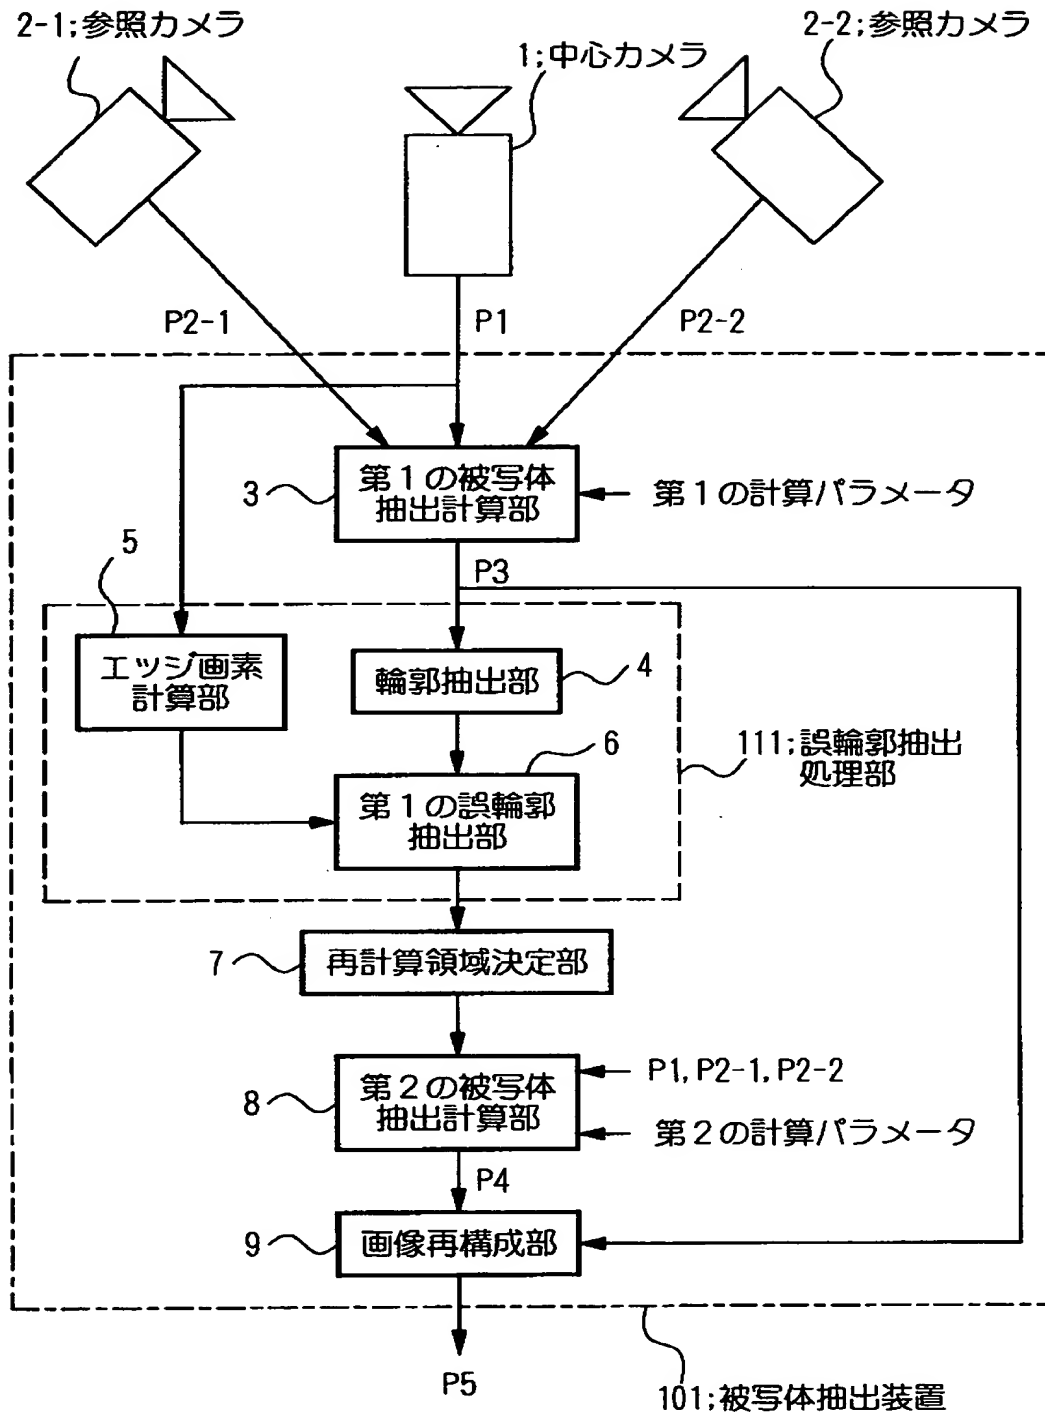 2-1;参照カメラ
1;中心カメラ
2-2;参照カメラ
P2-1
P1
P2-2
3
第1の被写体
抽出計算部
第1の計算パラメータ
5
P3
エッジ画素
計算部
輪郭抽出部
4
6
111;誤輪郭抽出
処理部
第1の誤輪郭
抽出部
7
再計算領域決定部
8
第2の被写体
抽出計算部
P1, P2-1, P2-2
第2の計算パラメータ
P4
9
画像再構成部
P5
101;被写体抽出装置